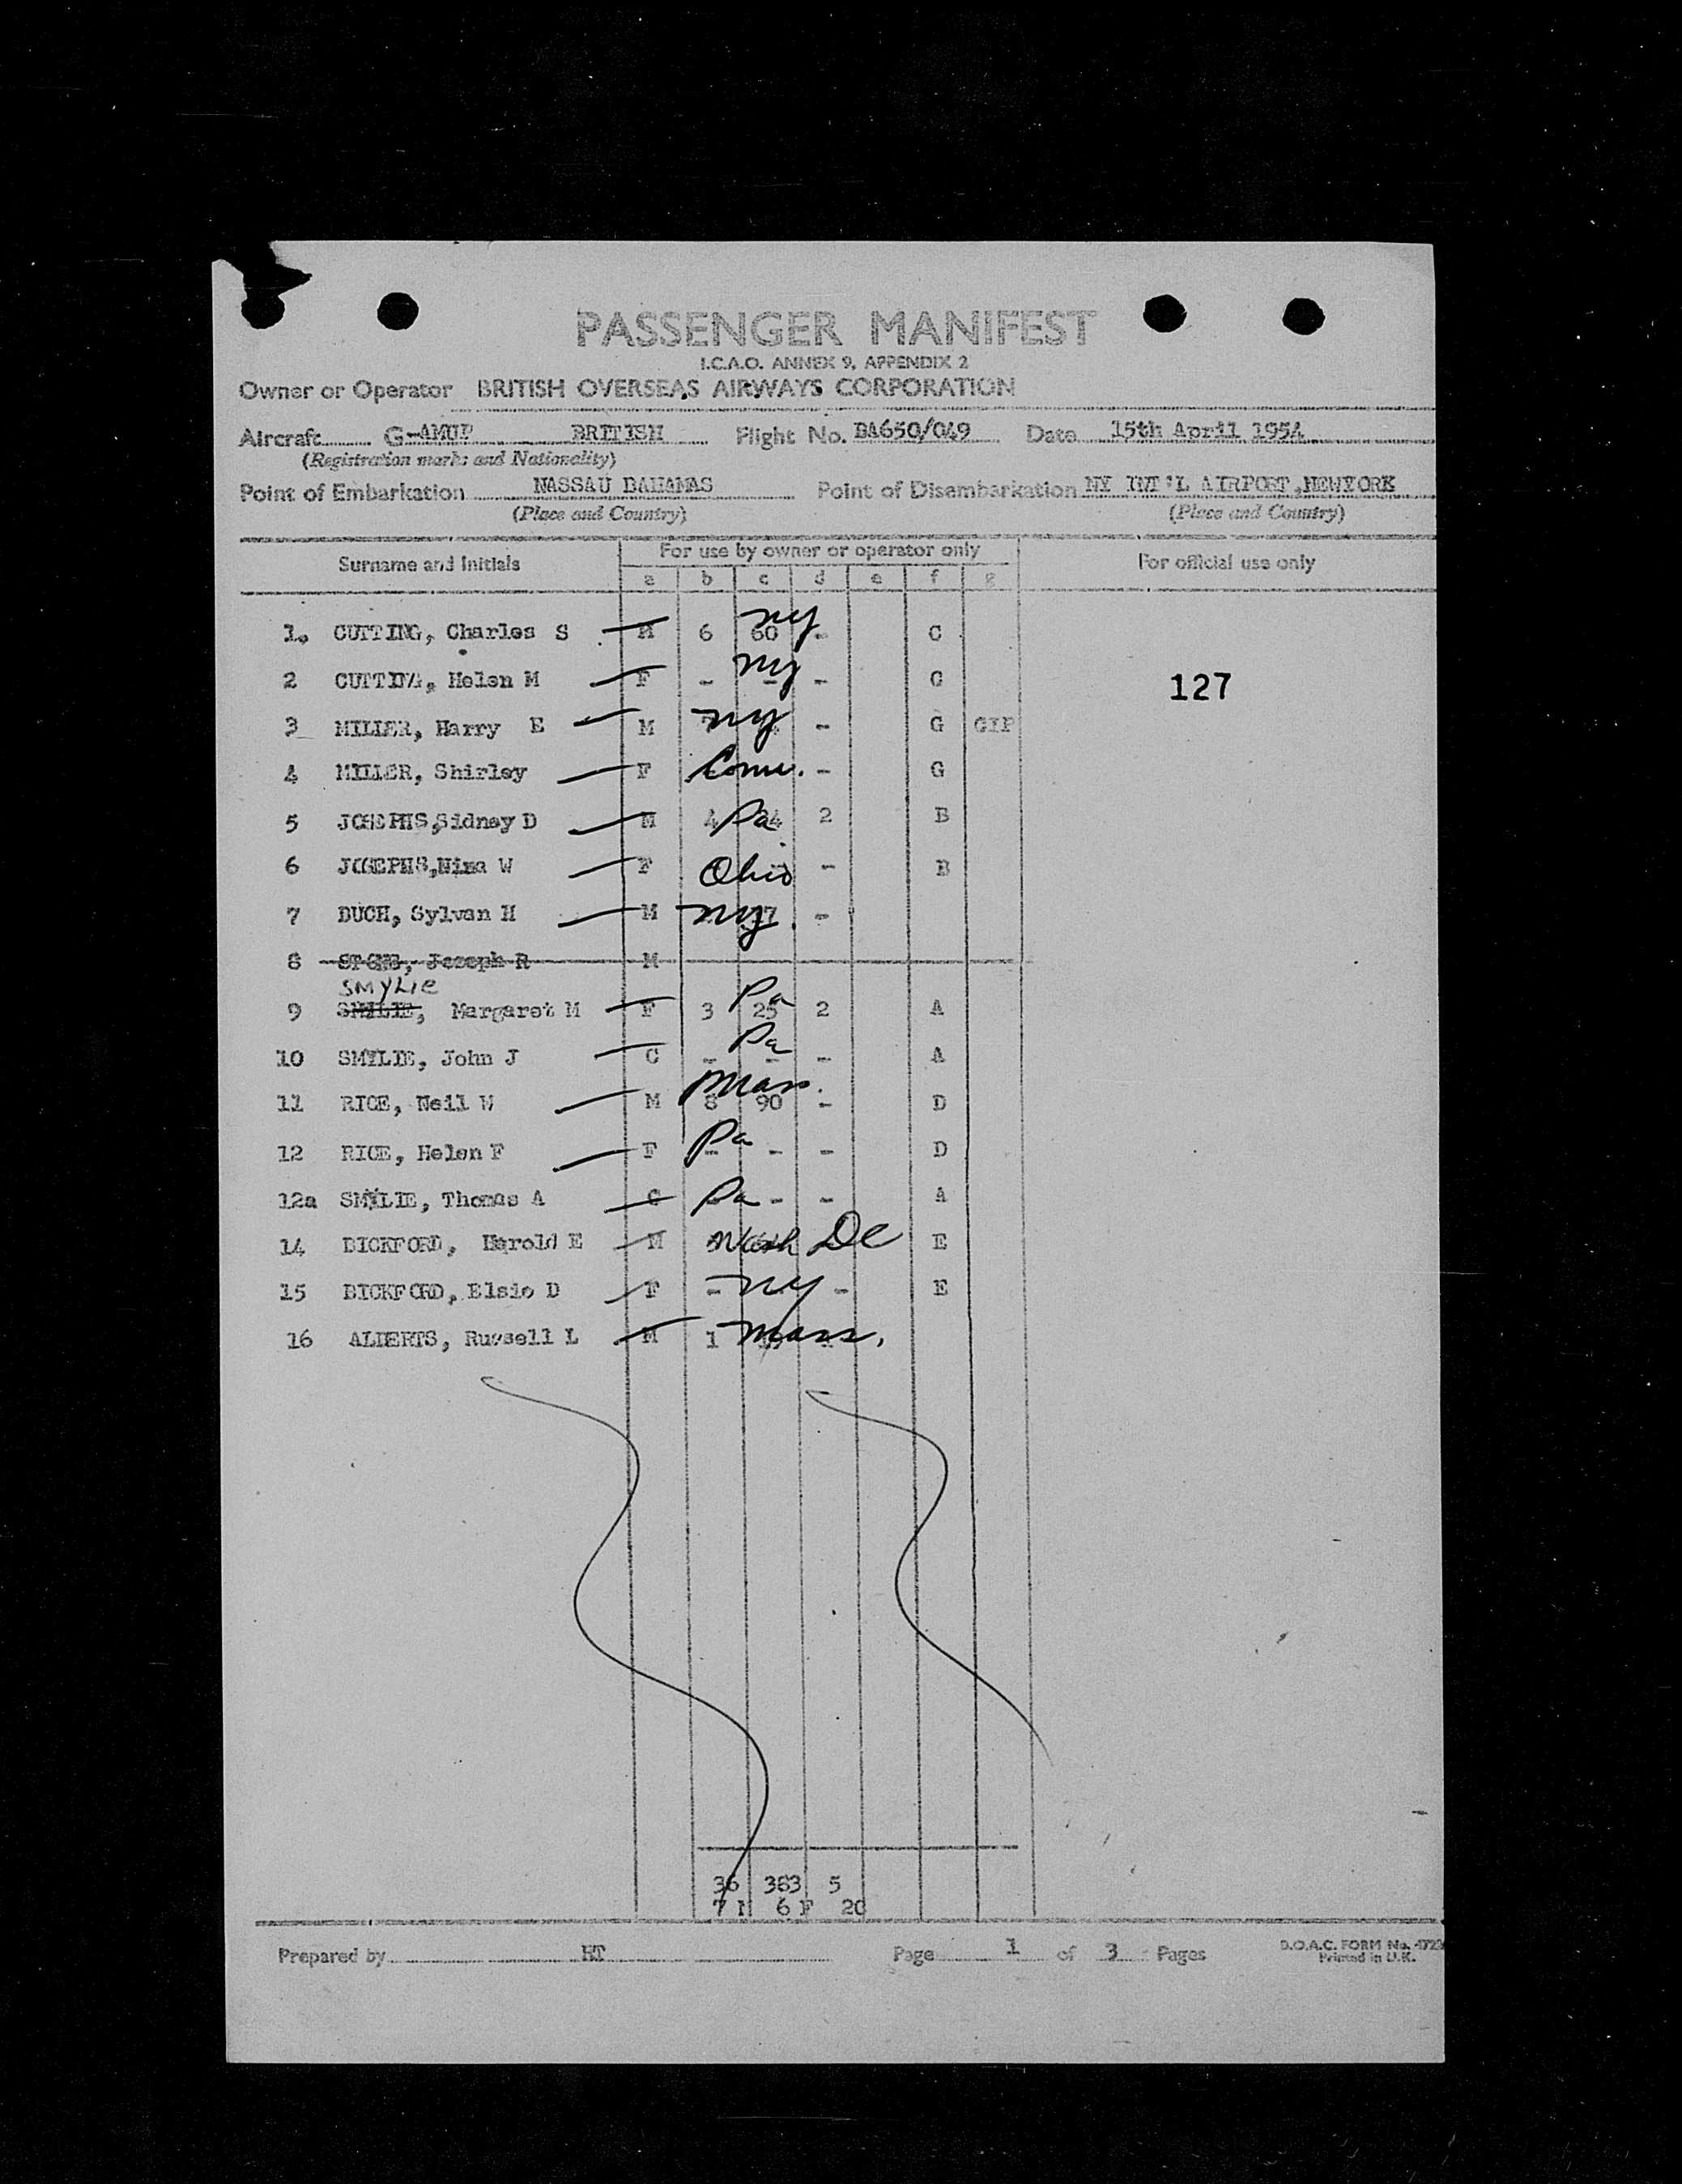 PASSENGER MANIFEST
I.C.A.O. ANNEX 9, APPENDIX 2
Owner or Operator BRITISH OVERSEAS AIRWAYS CORPORATION
Aircraft G-AMUP BRITISH Flight No. BA650/049 Date 15th April 1954
(Registration marks and Nationality)
Point of Embarkation NASSAU BAHAMAS Point of Disembarkation NY INT'L AIRPORT, NEWYORK
(Place and Country) (Place and Country)
Surname and Initials For use by owner or operator only For official use only
a b c d e f g
1. CUTTING, Charles S M 6 60 NY - C
2 CUTTING, Helen M F - NY - - C
127
3 MILLER, Harry E M NY - G GIP
4 MILLER, Shirley F Conn. - G
5 JOSEPHS, Sidney D M 4 Pa 2 B
6 JOSEPHS, Nina W F Ohio - B
7 BUCH, Sylvan H M NY. -
8 Joseph R M
SMYLIE
9 SMILIE, Margaret M F 3 25 Pa 2 A
10 SMYLIE, John J C - Pa - - A
11 RICE, Neil W M 8 Mass. 90 - D
12 RICE, Helen F F - Pa - - D
12a SMYLIE, Thomas A C Pa - - A
14 BICKFORD, Harold E M Wash DC E
15 BICKFORD, Elsie D F - NY - E
16 ALBERTS, Russell L M 1 Mass.
36 363 5
7 M 6 F 2C
Prepared by HT Page 1 of 3 Pages B.O.A.C. FORM No.
Printed in U.K.